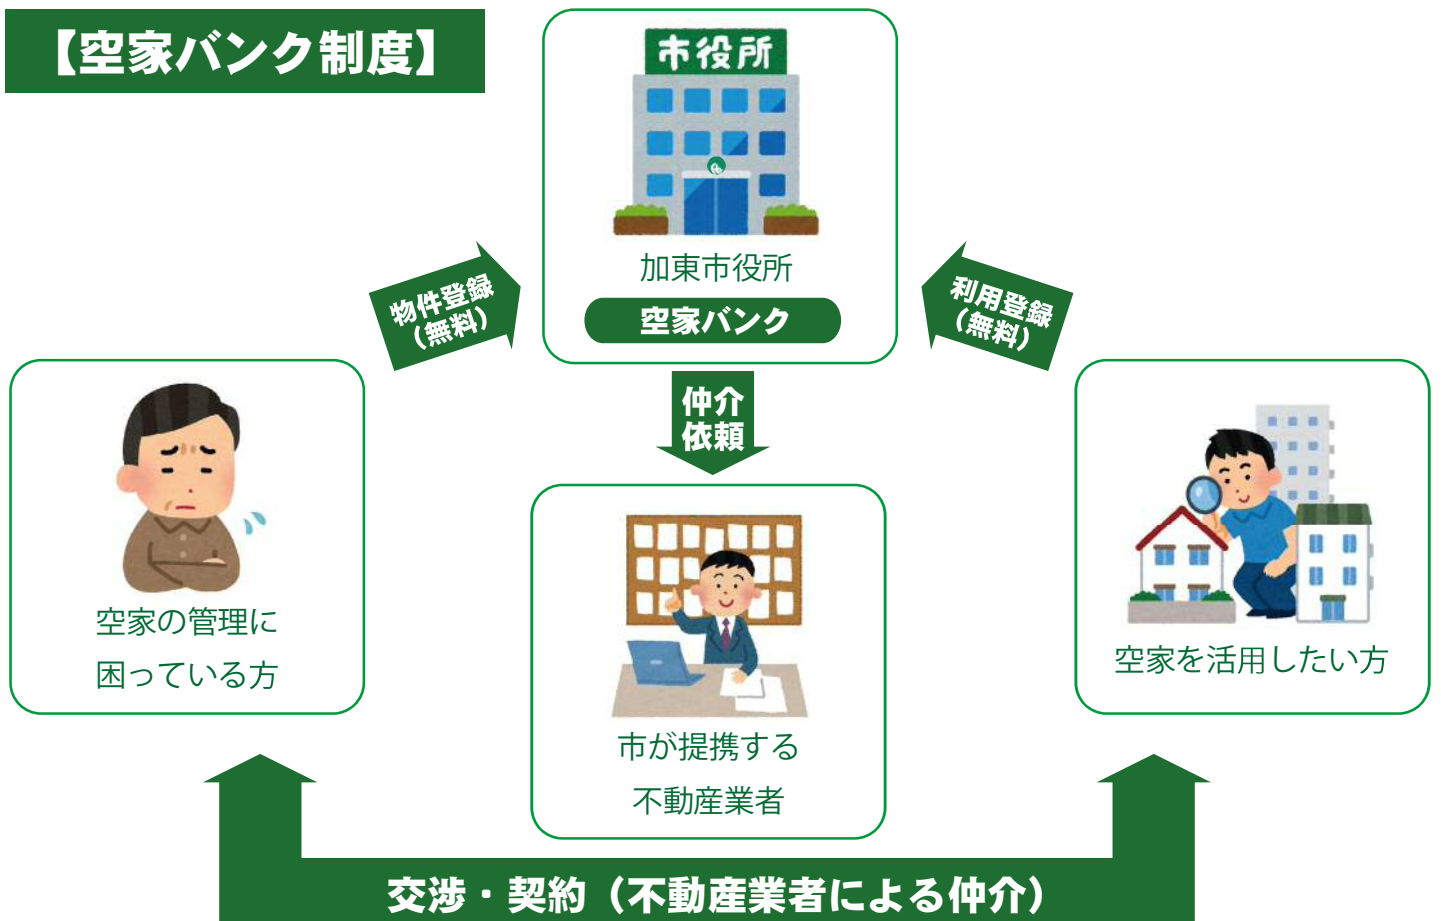 【空家バンク制度】
市役所
加東市役所
空家バンク
物件登録
（無料）
利用登録
（無料）
仲介
依頼
空家の管理に
困っている方
市が提携する
不動産業者
空家を活用したい方
交渉・契約（不動産業者による仲介）